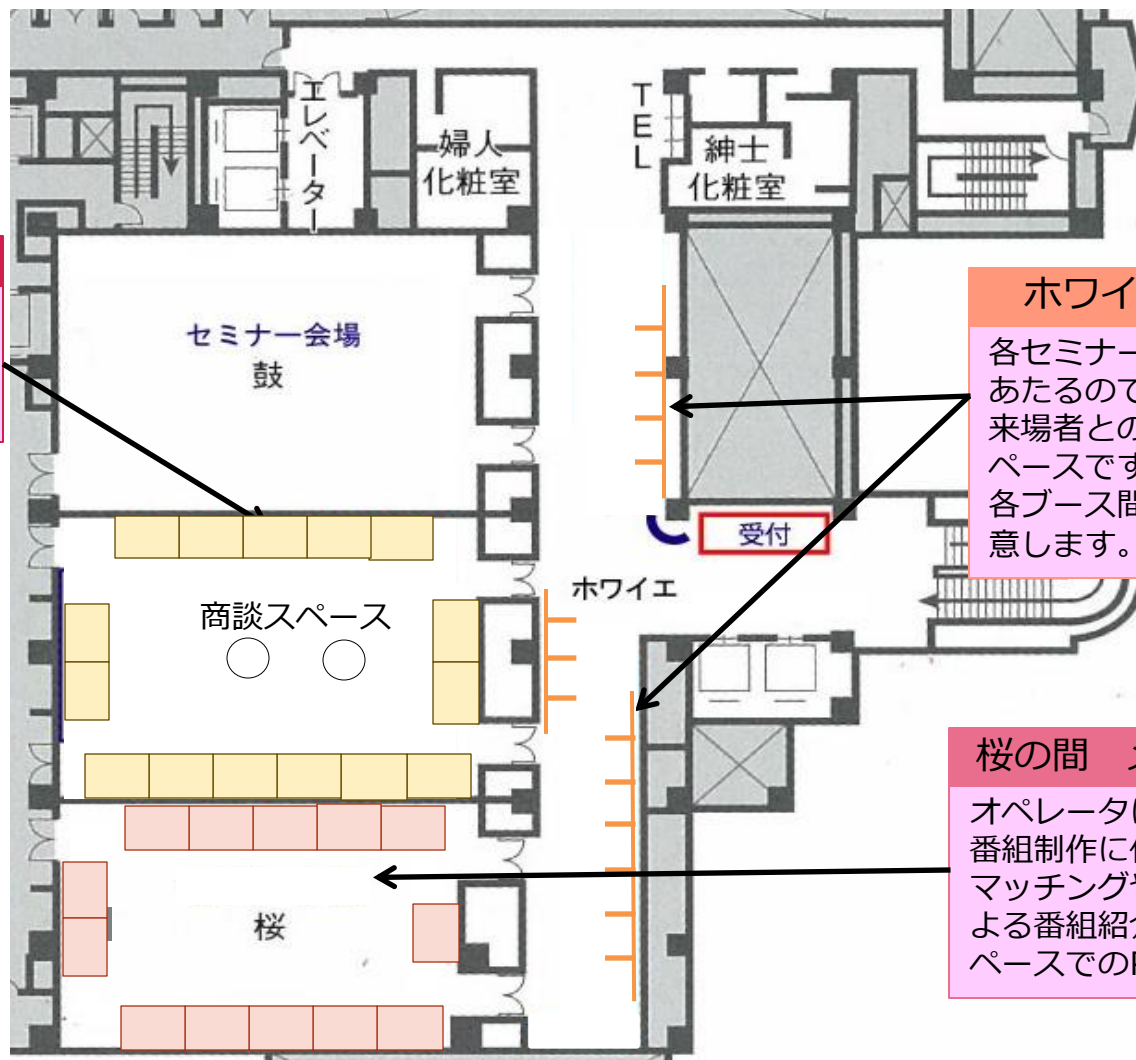 エレベーター
婦人
化粧室
TEL
紳士
化粧室
セミナー会場
鼓
ホワイ
各セミナー
あたるので
来場者との
ペースです
各ブース間
意します。
受付
ホワイエ
商談スペース
桜の間
オペレータ
番組制作に
マッチングや
よる番組紹
ペースでの
桜